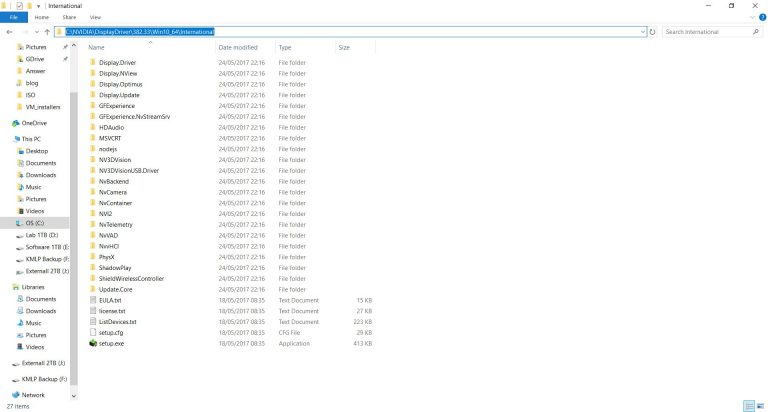 International
File Home Share View
C:\NVIDIA\DisplayDriver\382.33\Win10_64\International
Search International
Pictures
GDrive
Answer
blog
ISO
VM_installers
OneDrive
This PC
Desktop
Documents
Downloads
Music
Pictures
Videos
OS (C:)
Lab 1TB (D:)
Software 1TB (E:
KMLP Backup (F:)
Externall 2TB (J:)
Libraries
Documents
Downloads
Music
Pictures
Videos
Externall 2TB (J:)
KMLP Backup (F:)
Network
Name Date modified Type Size
Display.Driver 24/05/2017 22:16 File folder
Display.NView 24/05/2017 22:16 File folder
Display.Optimus 24/05/2017 22:16 File folder
Display.Update 24/05/2017 22:16 File folder
GFExperience 24/05/2017 22:16 File folder
GFExperience.NvStreamSrv 24/05/2017 22:16 File folder
HDAudio 24/05/2017 22:16 File folder
MSVCRT 24/05/2017 22:16 File folder
nodejs 24/05/2017 22:16 File folder
NV3DVision 24/05/2017 22:16 File folder
NV3DVisionUSB.Driver 24/05/2017 22:16 File folder
NvBackend 24/05/2017 22:16 File folder
NvCamera 24/05/2017 22:16 File folder
NvContainer 24/05/2017 22:16 File folder
NVI2 24/05/2017 22:16 File folder
NvTelemetry 24/05/2017 22:16 File folder
NvVAD 24/05/2017 22:16 File folder
NvvHCI 24/05/2017 22:16 File folder
PhysX 24/05/2017 22:16 File folder
ShadowPlay 24/05/2017 22:16 File folder
ShieldWirelessController 24/05/2017 22:16 File folder
Update.Core 24/05/2017 22:16 File folder
EULA.txt 18/05/2017 08:35 Text Document 15 KB
license.txt 18/05/2017 08:35 Text Document 27 KB
ListDevices.txt 18/05/2017 08:35 Text Document 223 KB
setup.cfg 18/05/2017 08:35 CFG File 29 KB
setup.exe 18/05/2017 08:35 Application 413 KB
27 items